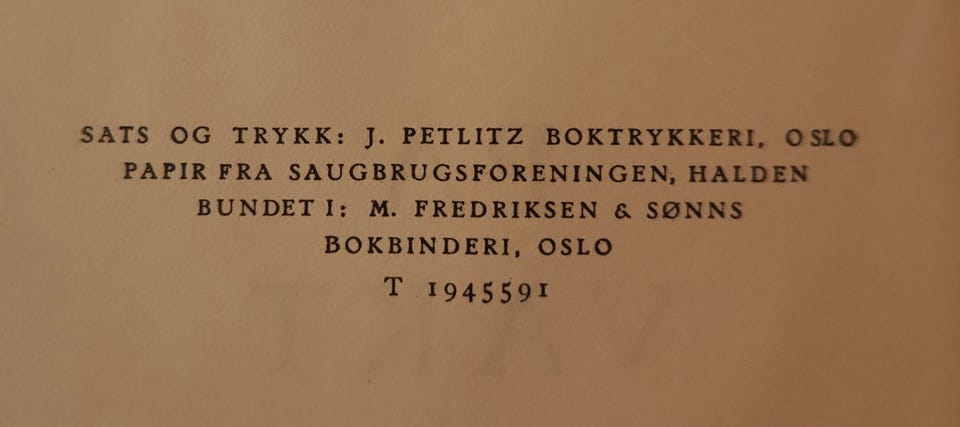 SATS OG TRYKK: J. PETLITZ BOKTRYKKERI, OSLO
PAPIR FRA SAUGBRUGSFORENINGEN, HALDEN
BUNDET I: M. FREDRIKSEN & SØNNS
BOKBINDERI, OSLO
T 1945591